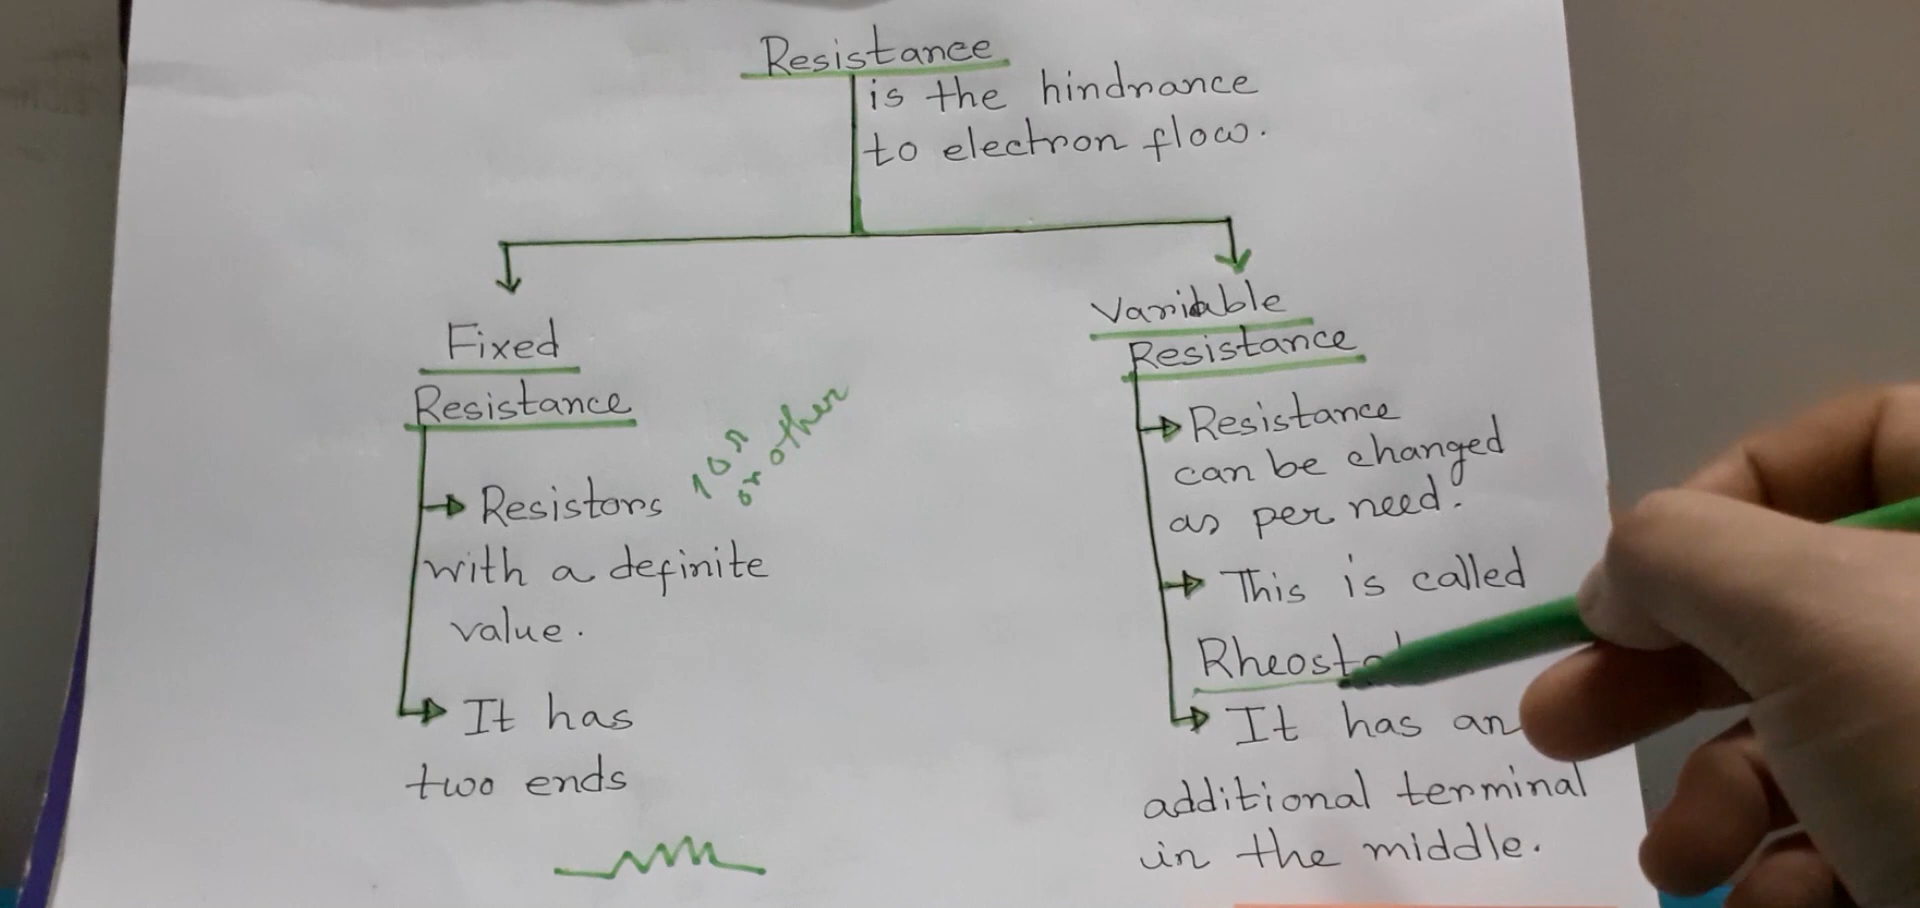 Resistance
is the hindrance
to electron flow.
Fixed
Resistance
Resistors
with a definite
value.
It has
two ends
10Ω
or other
Variable
Resistance
Resistance
can be changed
as per need.
This is called
It has an
additional terminal
in the middle.